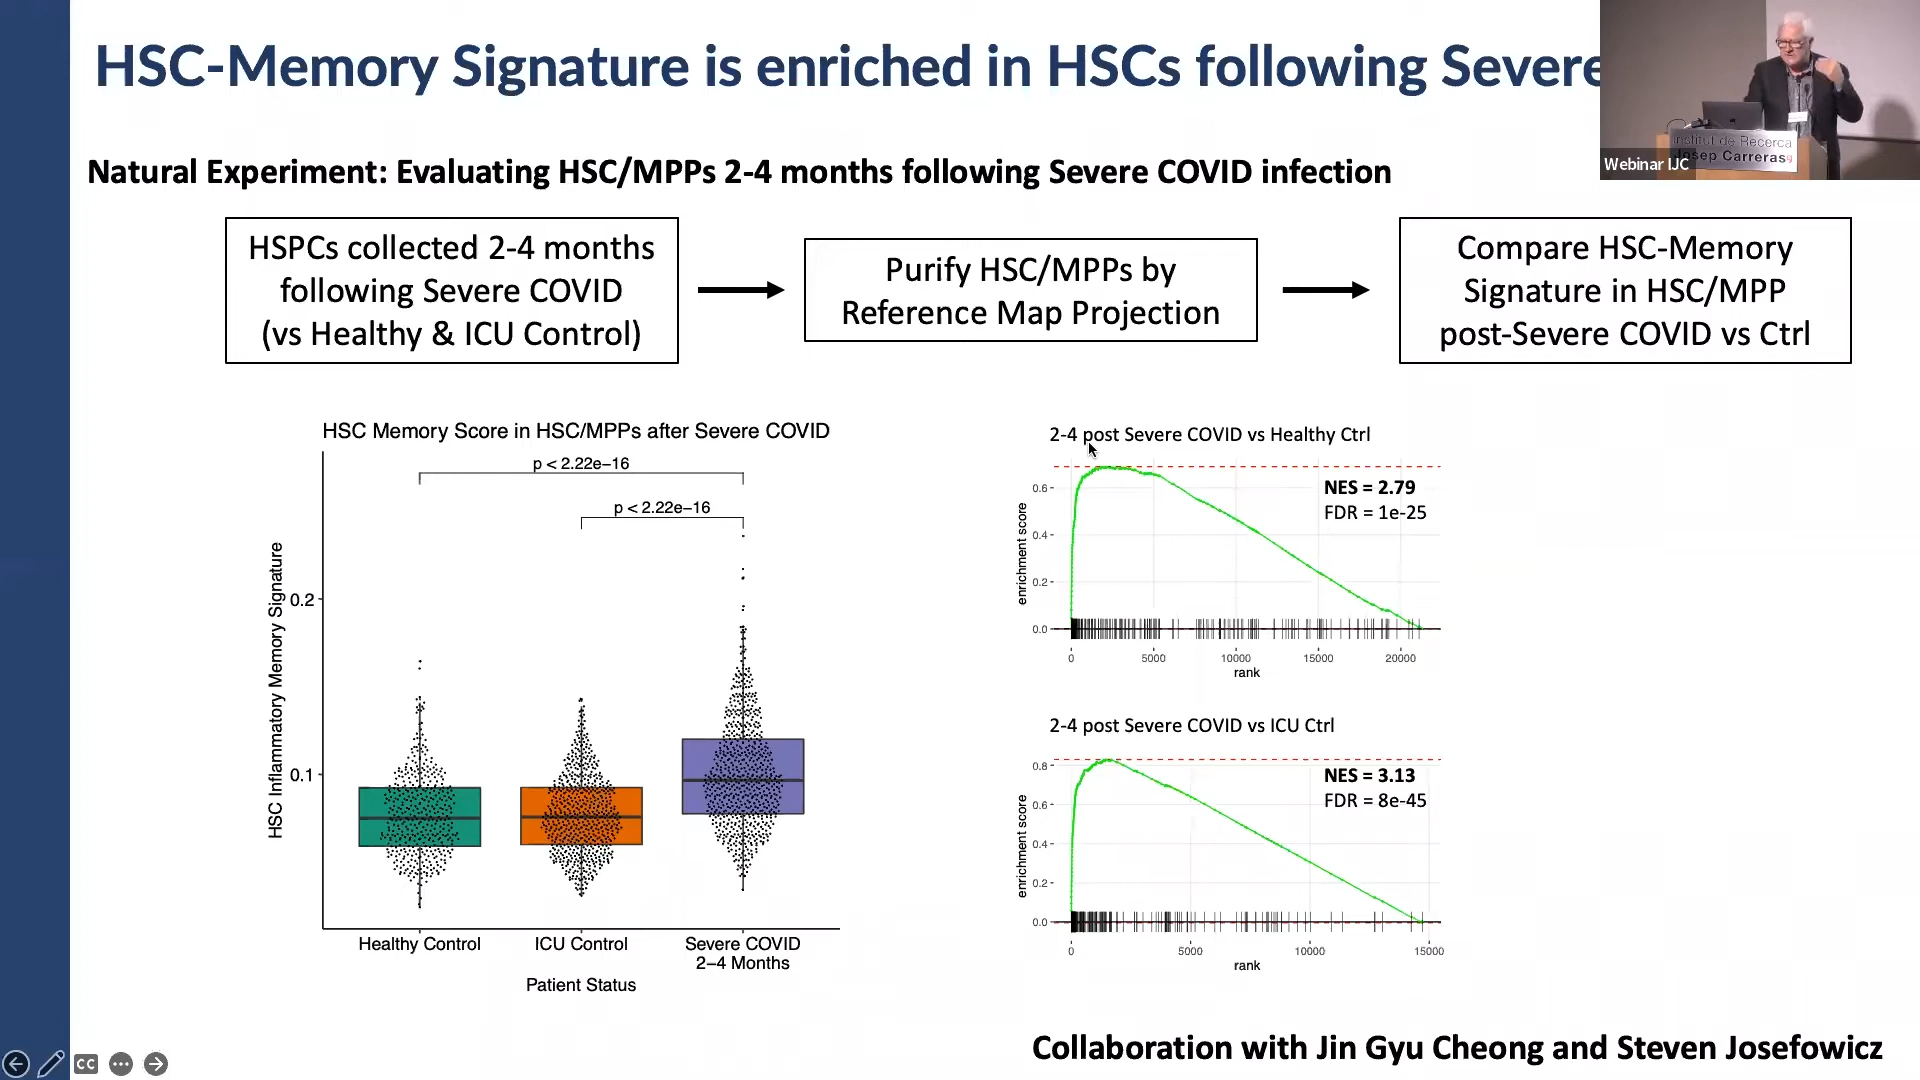 HSC-Memory Signature is enriched in HSCs following Severe
Webinar IJC
Institut de Recerca
Josep Carreras
Natural Experiment: Evaluating HSC/MPPs 2-4 months following Severe COVID infection
HSPCs collected 2-4 months
following Severe COVID
(vs Healthy & ICU Control)
Purify HSC/MPPs by
Reference Map Projection
Compare HSC-Memory
Signature in HSC/MPP
post-Severe COVID vs Ctrl
HSC Memory Score in HSC/MPPs after Severe COVID
p < 2.22e−16
p < 2.22e−16
HSC Inflammatory Memory Signature
0.2
0.1
Healthy Control
ICU Control
Severe COVID
2−4 Months
Patient Status
2-4 post Severe COVID vs Healthy Ctrl
NES = 2.79
FDR = 1e-25
enrichment score
0.6
0.4
0.2
0.0
0 5000 10000 15000 20000
rank
2-4 post Severe COVID vs ICU Ctrl
NES = 3.13
FDR = 8e-45
enrichment score
0.8
0.6
0.4
0.2
0.0
0 5000 10000 15000
rank
Collaboration with Jin Gyu Cheong and Steven Josefowicz
CC